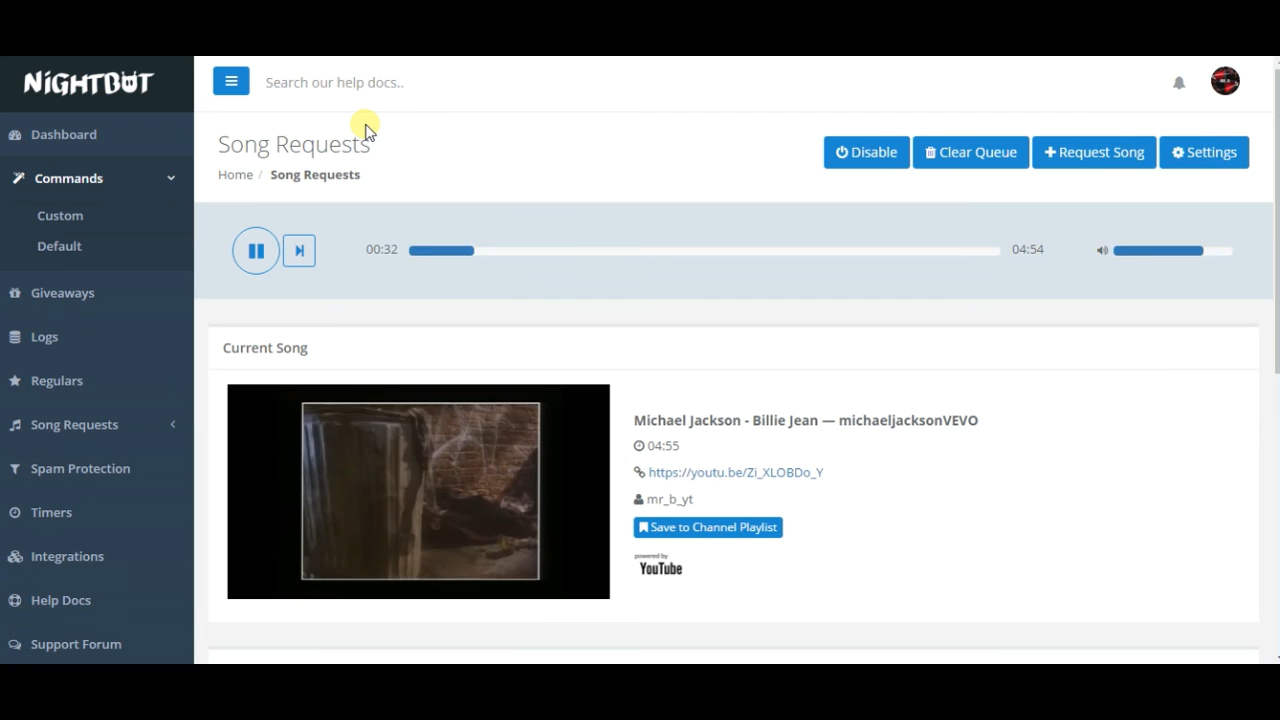 NIGHTBOT
Search our help docs..
Dashboard
Commands
Custom
Default
Giveaways
Logs
Regulars
Song Requests
Spam Protection
Timers
Integrations
Help Docs
Support Forum
Song Requests
Home / Song Requests
Disable
Clear Queue
Request Song
Settings
00:32
04:54
Current Song
Michael Jackson - Billie Jean — michaeljacksonVEVO
04:55
https://youtu.be/Zi_XLOBDo_Y
mr_b_yt
Save to Channel Playlist
powered by
YouTube